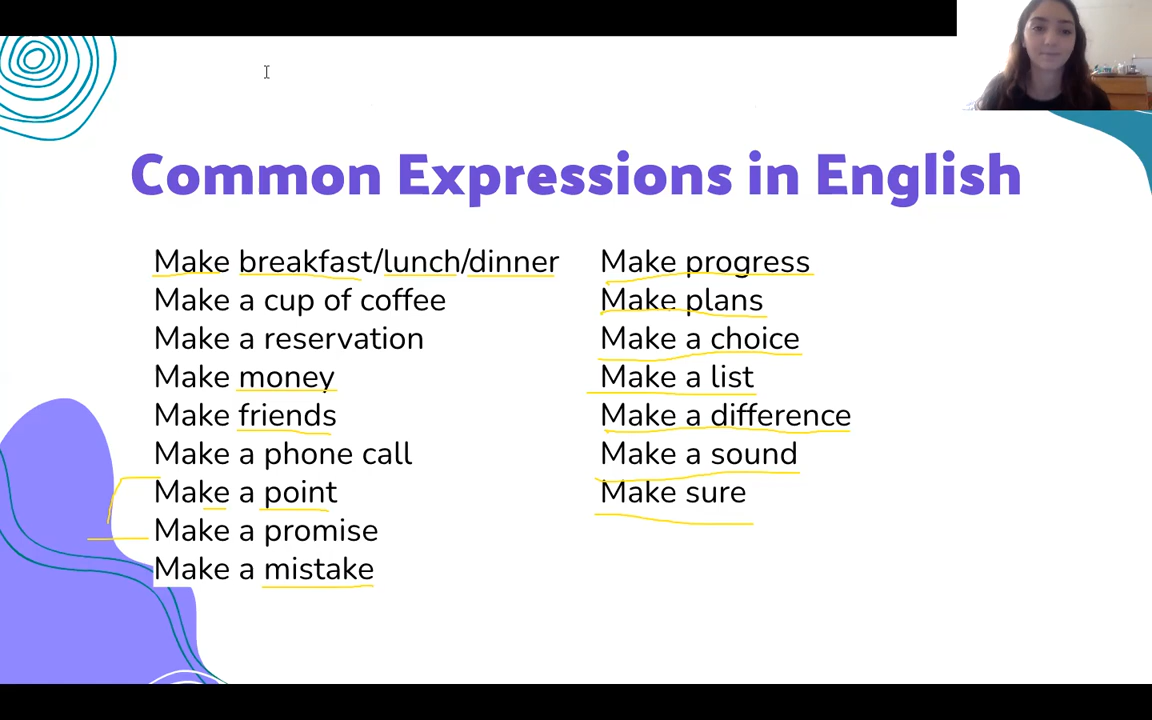 Common Expressions in English
Make breakfast/lunch/dinner
Make a cup of coffee
Make a reservation
Make money
Make friends
Make a phone call
Make a point
Make a promise
Make a mistake
Make progress
Make plans
Make a choice
Make a list
Make a difference
Make a sound
Make sure